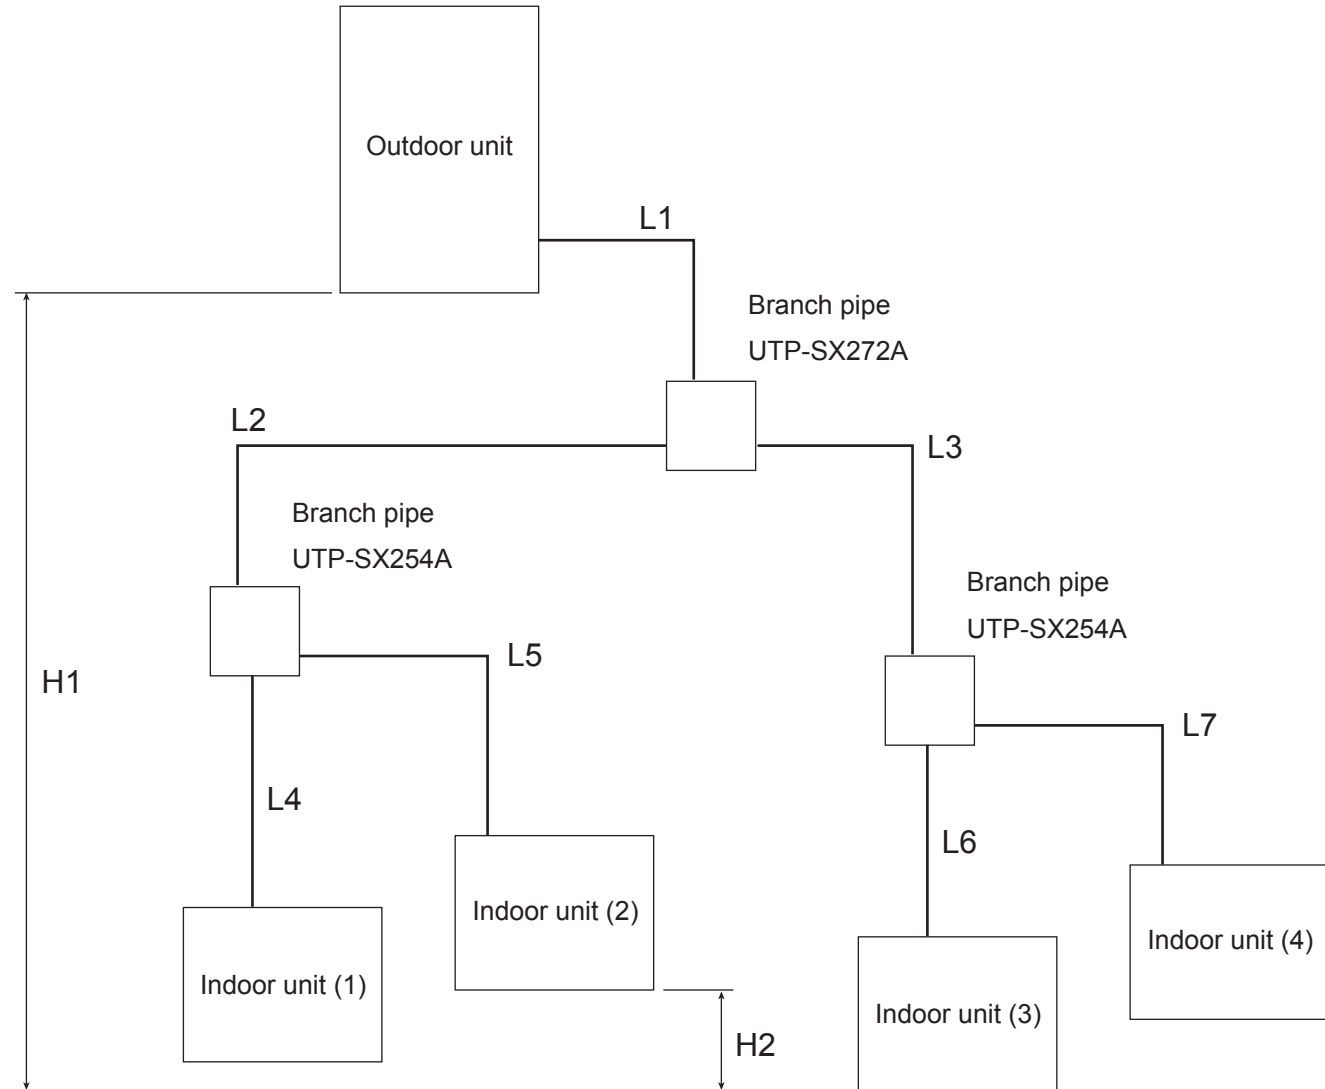 Outdoor unit
L1
Branch pipe
UTP-SX272A
L2
L3
Branch pipe
UTP-SX254A
Branch pipe
UTP-SX254A
L5
H1
L7
L4
L6
Indoor unit (2)
Indoor unit (4)
Indoor unit (1)
Indoor unit (3)
H2